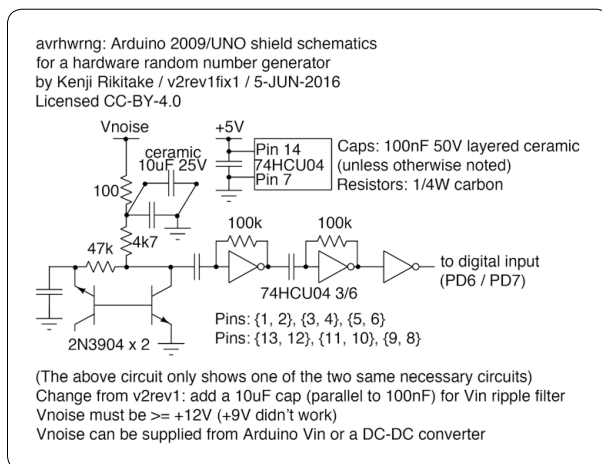 avrhwrng: Arduino 2009/UNO shield schematics
for a hardware random number generator
by Kenji Rikitake / v2rev1fix1 / 5-JUN-2016
Licensed CC-BY-4.0
Vnoise
+5V
ceramic
10uF 25V
Pin 14
74HCU04
Pin 7
Caps: 100nF 50V layered ceramic
(unless otherwise noted)
Resistors: 1/4W carbon
100
4k7
47k
100k
100k
to digital input
(PD6 / PD7)
74HCU04 3/6
Pins: {1, 2}, {3, 4}, {5, 6}
Pins: {13, 12}, {11, 10}, {9, 8}
2N3904 x 2
(The above circuit only shows one of the two same necessary circuits)
Change from v2rev1: add a 10uF cap (parallel to 100nF) for Vin ripple filter
Vnoise must be >= +12V (+9V didn't work)
Vnoise can be supplied from Arduino Vin or a DC-DC converter